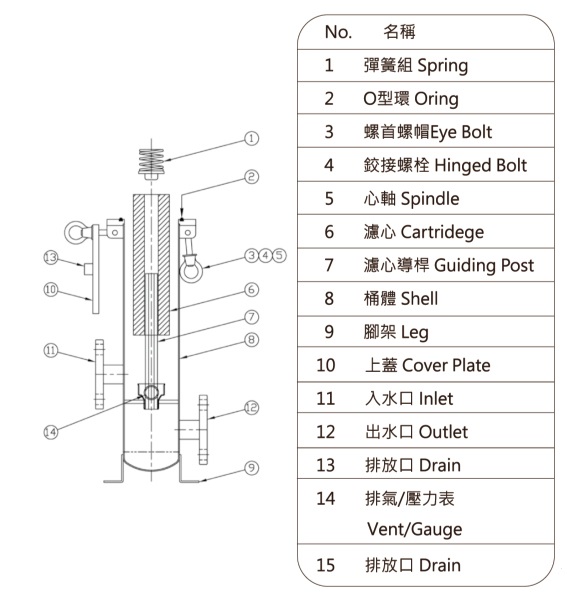 No. 名稱
1 彈簧組 Spring
2 O型環 Oring
3 螺首螺帽Eye Bolt
4 鉸接螺栓 Hinged Bolt
5 心軸 Spindle
6 濾心 Cartridege
7 濾心導桿 Guiding Post
8 桶體 Shell
9 腳架 Leg
10 上蓋 Cover Plate
11 入水口 Inlet
12 出水口 Outlet
13 排放口 Drain
14 排氣/壓力表
Vent/Gauge
15 排放口 Drain
1
2
3 4 5
13
10
6
7
8
11
12
14
9